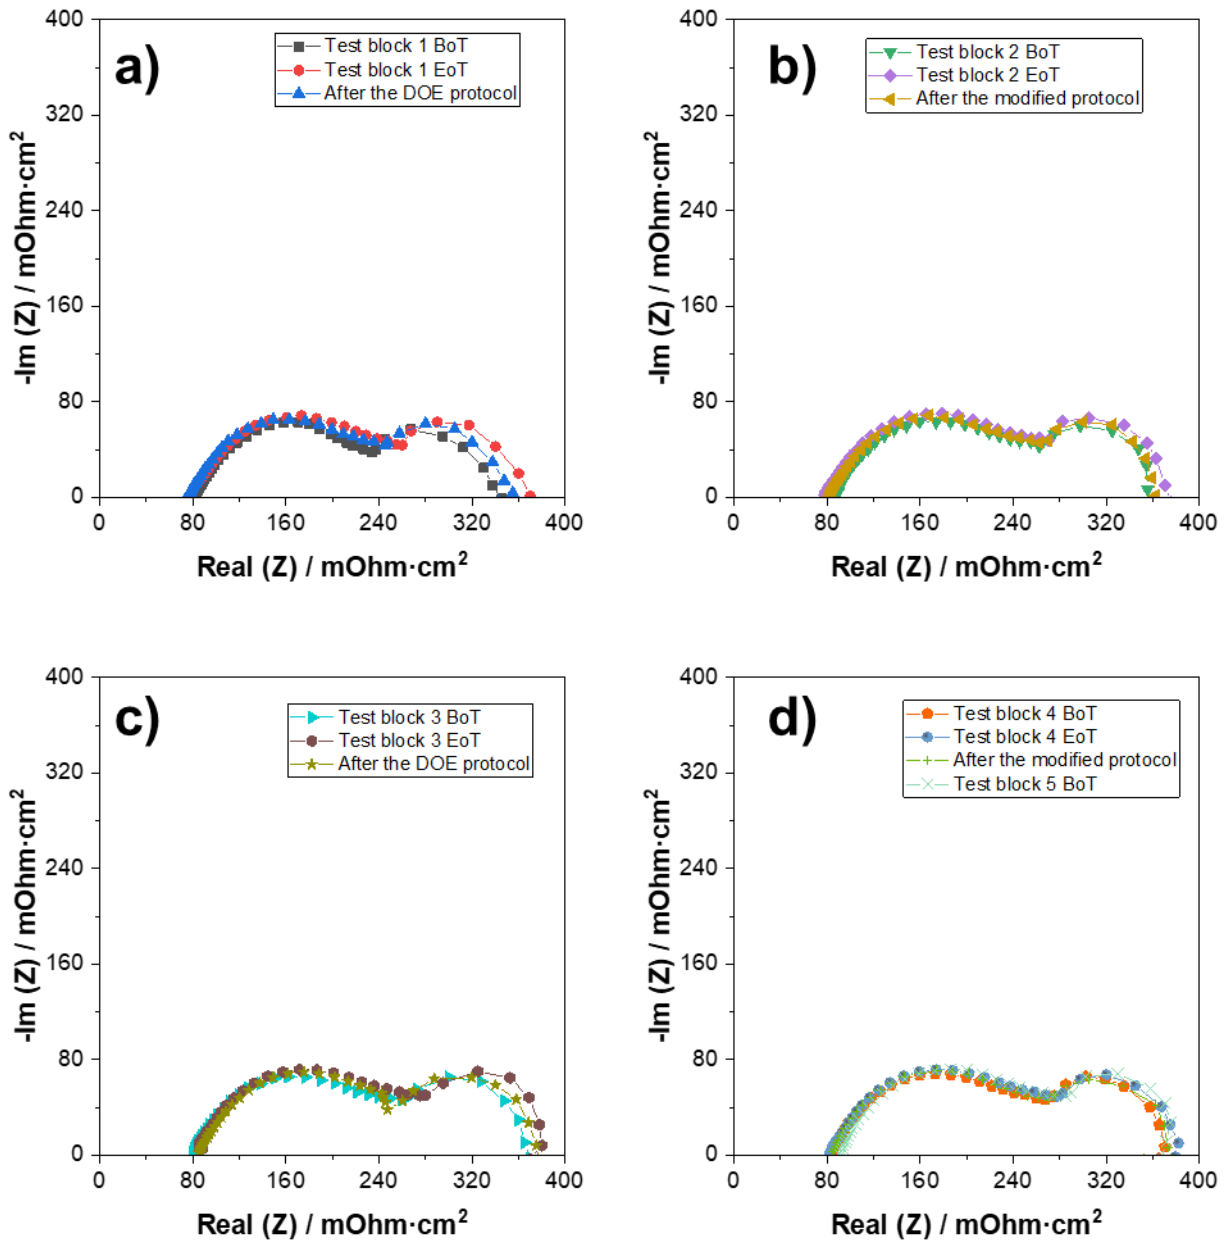 a)
Test block 1 BoT
Test block 1 EoT
After the DOE protocol
400
320
240
160
80
0
-Im (Z) / mOhm·cm²
0 80 160 240 320 400
Real (Z) / mOhm·cm²
b)
Test block 2 BoT
Test block 2 EoT
After the modified protocol
400
320
240
160
80
0
-Im (Z) / mOhm·cm²
0 80 160 240 320 400
Real (Z) / mOhm·cm²
c)
Test block 3 BoT
Test block 3 EoT
After the DOE protocol
400
320
240
160
80
0
-Im (Z) / mOhm·cm²
0 80 160 240 320 400
Real (Z) / mOhm·cm²
d)
Test block 4 BoT
Test block 4 EoT
After the modified protocol
Test block 5 BoT
400
320
240
160
80
0
-Im (Z) / mOhm·cm²
0 80 160 240 320 400
Real (Z) / mOhm·cm²